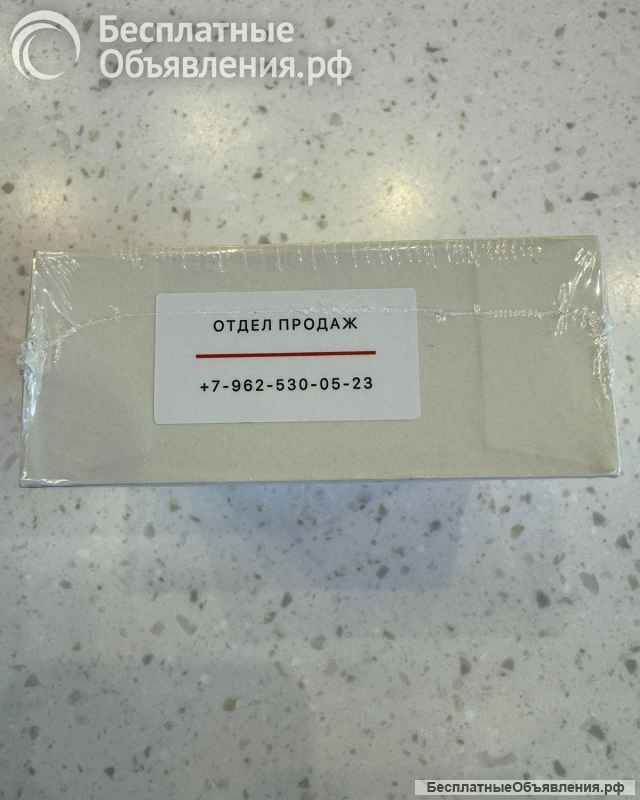 Бесплатные
Объявления.рф
ОТДЕЛ ПРОДАЖ
+7-962-530-05-23
БесплатныеОбъявления.рф